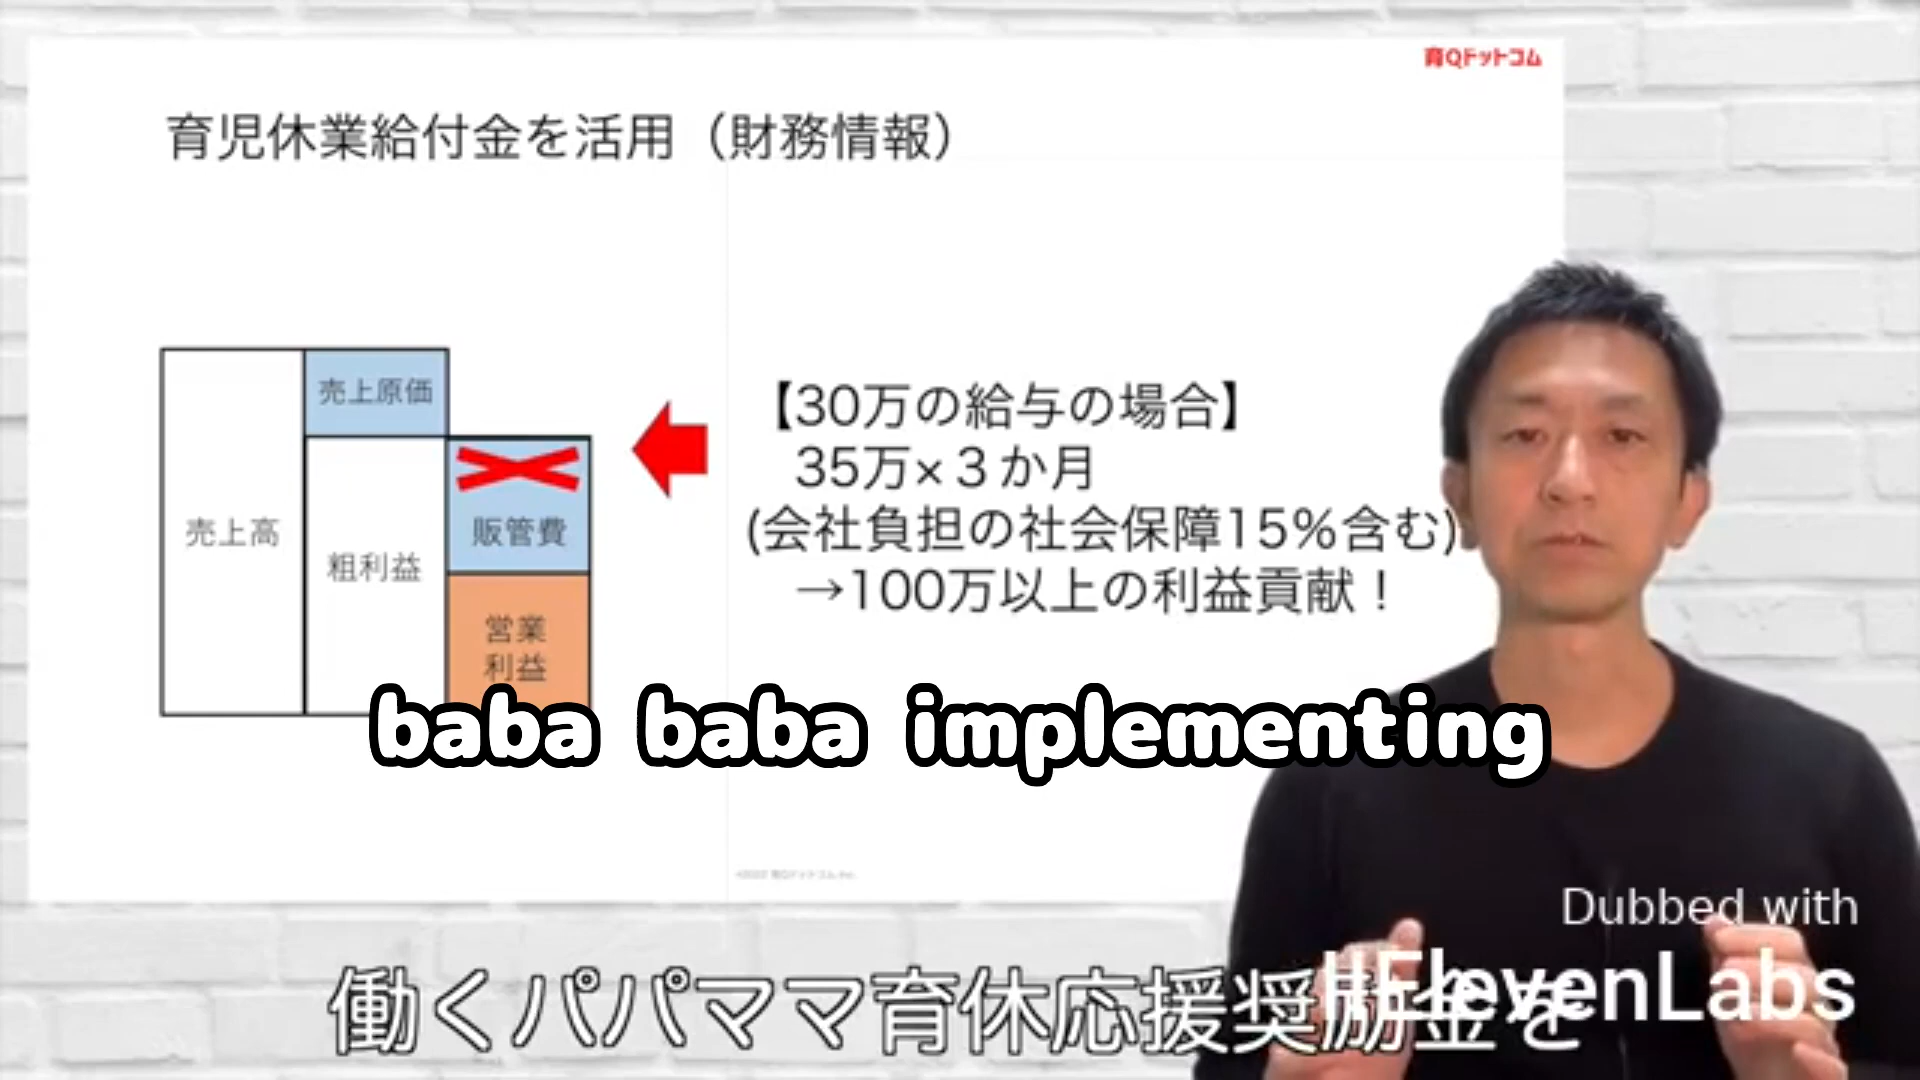 育Qドットコム
育児休業給付金を活用（財務情報）
売上原価
売上高
粗利益
販管費
営業
利益
【30万の給与の場合】
35万×３か月
(会社負担の社会保障15％含む)
→100万以上の利益貢献！
baba baba implementing
Dubbed with
IIElevenLabs
働くパパママ育休応援奨励金を